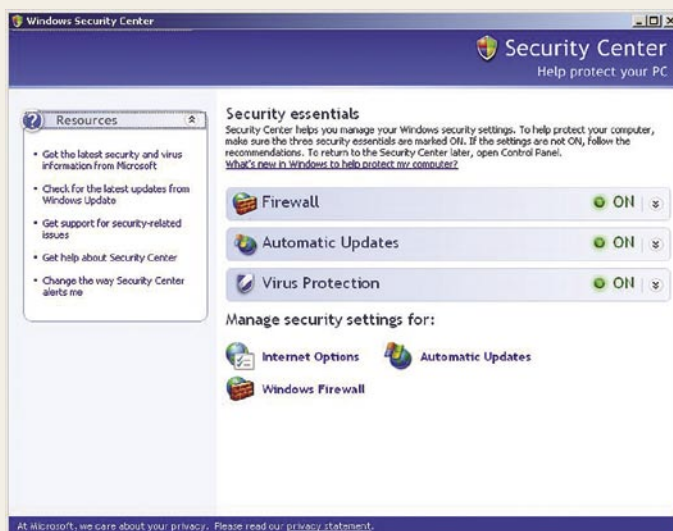 Windows Security Center
Security Center
Help protect your PC
Resources
Get the latest security and virus
information from Microsoft
Check for the latest updates from
Windows Update
Get support for security-related
issues
Get help about Security Center
Change the way Security Center
alerts me
Security essentials
Security Center helps you manage your Windows security settings. To help protect your computer,
make sure the three security essentials are marked ON. If the settings are not ON, follow the
recommendations. To return to the Security Center later, open Control Panel.
What's new in Windows to help protect my computer?
Firewall ON
Automatic Updates ON
Virus Protection ON
Manage security settings for:
Internet Options Automatic Updates
Windows Firewall
At Microsoft, we care about your privacy. Please read our privacy statement.